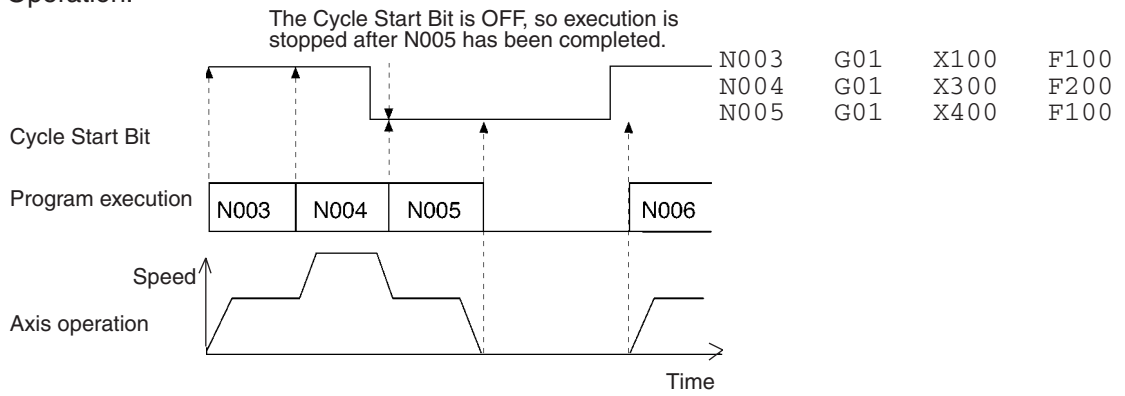 Operation:
The Cycle Start Bit is OFF, so execution is
stopped after N005 has been completed.
N003 G01 X100 F100
N004 G01 X300 F200
N005 G01 X400 F100
Cycle Start Bit
Program execution
N003 N004 N005 N006
Speed
Axis operation
Time